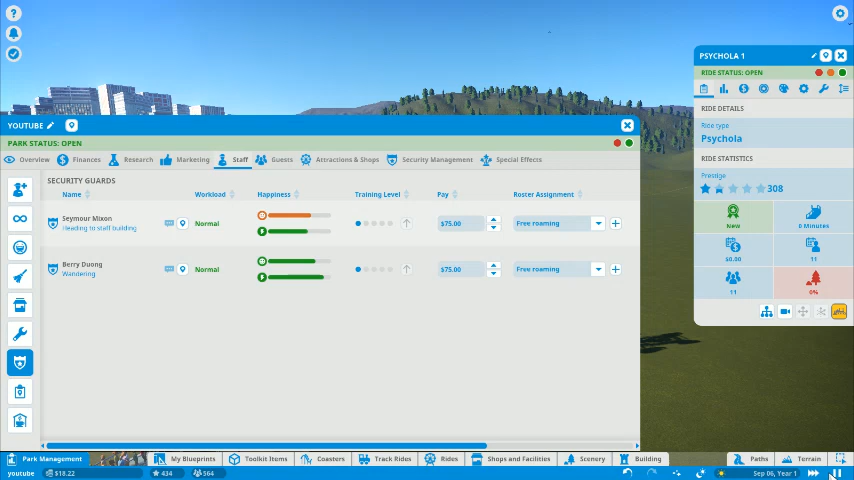 ?
PSYCHOLA 1
RIDE STATUS: OPEN
RIDE DETAILS
Ride type
Psychola
RIDE STATISTICS
Prestige
308
New
0 Minutes
$0.00
11
11
0%
YOUTUBE
PARK STATUS: OPEN
Overview
Finances
Research
Marketing
Staff
Guests
Attractions & Shops
Security Management
Special Effects
SECURITY GUARDS
Name
Workload
Happiness
Training Level
Pay
Roster Assignment
Seymour Mixon
Heading to staff building
Normal
$75.00
Free roaming
Berry Duong
Wandering
Normal
$75.00
Free roaming
Park Management
My Blueprints
Toolkit Items
Coasters
Track Rides
Rides
Shops and Facilities
Scenery
Building
Paths
Terrain
youtube
$18.22
434
564
Sep 06, Year 1